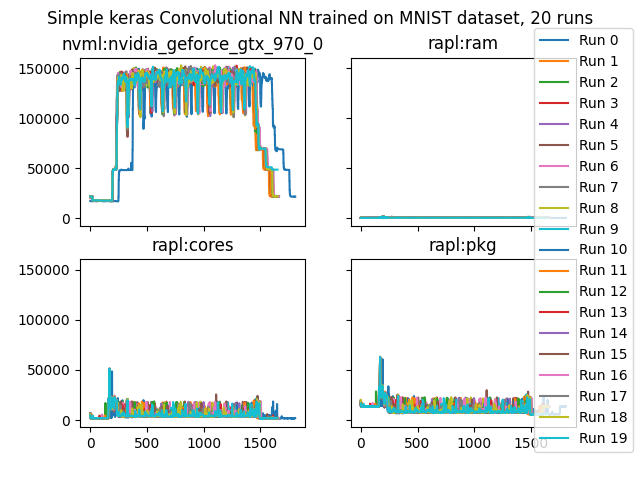 Simple keras Convolutional NN trained on MNIST dataset, 20 runs
nvml:nvidia_geforce_gtx_970_0
rapl:ram
150000
100000
50000
0
rapl:cores
rapl:pkg
150000
100000
50000
0
0
500
1000
1500
0
500
1000
1500
Run 0
Run 1
Run 2
Run 3
Run 4
Run 5
Run 6
Run 7
Run 8
Run 9
Run 10
Run 11
Run 12
Run 13
Run 14
Run 15
Run 16
Run 17
Run 18
Run 19